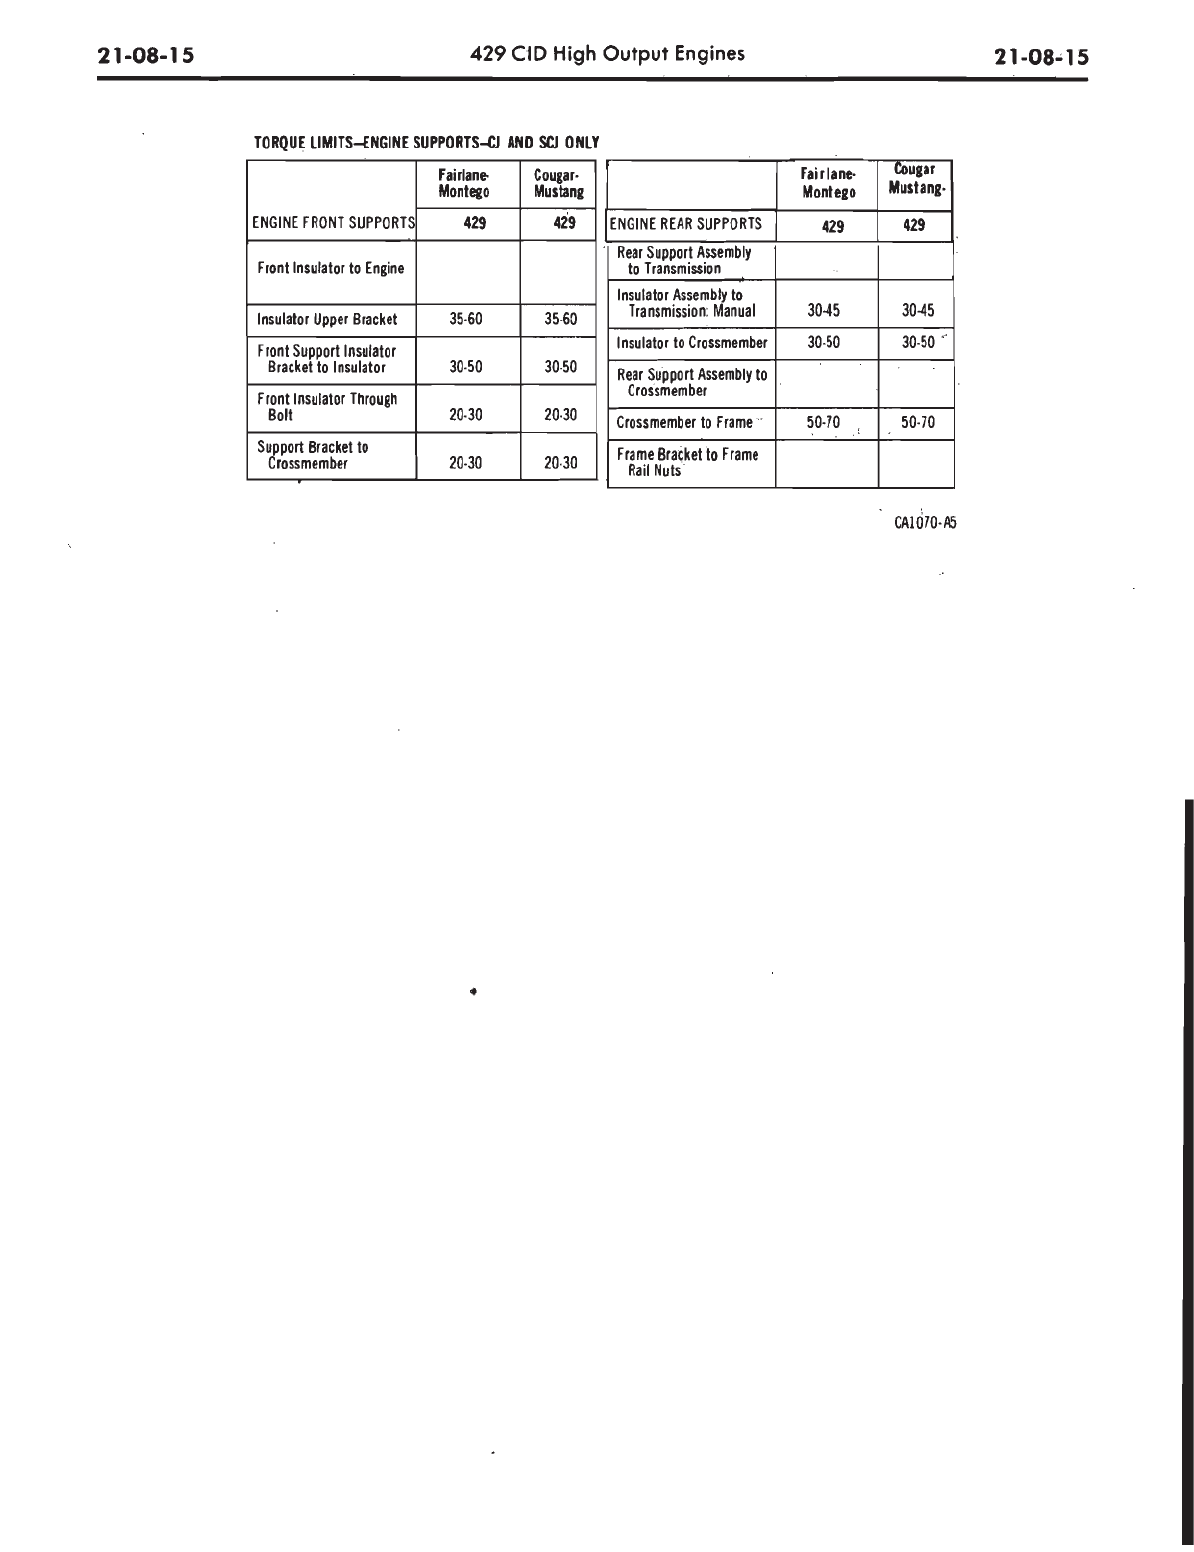 21-08-15 429 CID High Output Engines 21-08-15
TORQUE LIMITS—ENGINE SUPPORTS—CJ AND SCJ ONLY
Fairlane- Cougar-
Montego Mustang
ENGINE FRONT SUPPORTS 429 429
Front Insulator to Engine
Insulator Upper Bracket 35-60 35-60
Front Support Insulator
Bracket to Insulator 30-50 30-50
Front Insulator Through
Bolt 20-30 20-30
Support Bracket to
Crossmember 20-30 20-30
Fairlane- Cougar
Montego Mustang-
ENGINE REAR SUPPORTS 429 429
Rear Support Assembly
to Transmission
Insulator Assembly to
Transmission: Manual 30-45 30-45
Insulator to Crossmember 30-50 30-50
Rear Support Assembly to
Crossmember
Crossmember to Frame 50-70 50-70
Frame Bracket to Frame
Rail Nuts
CA1070-A5